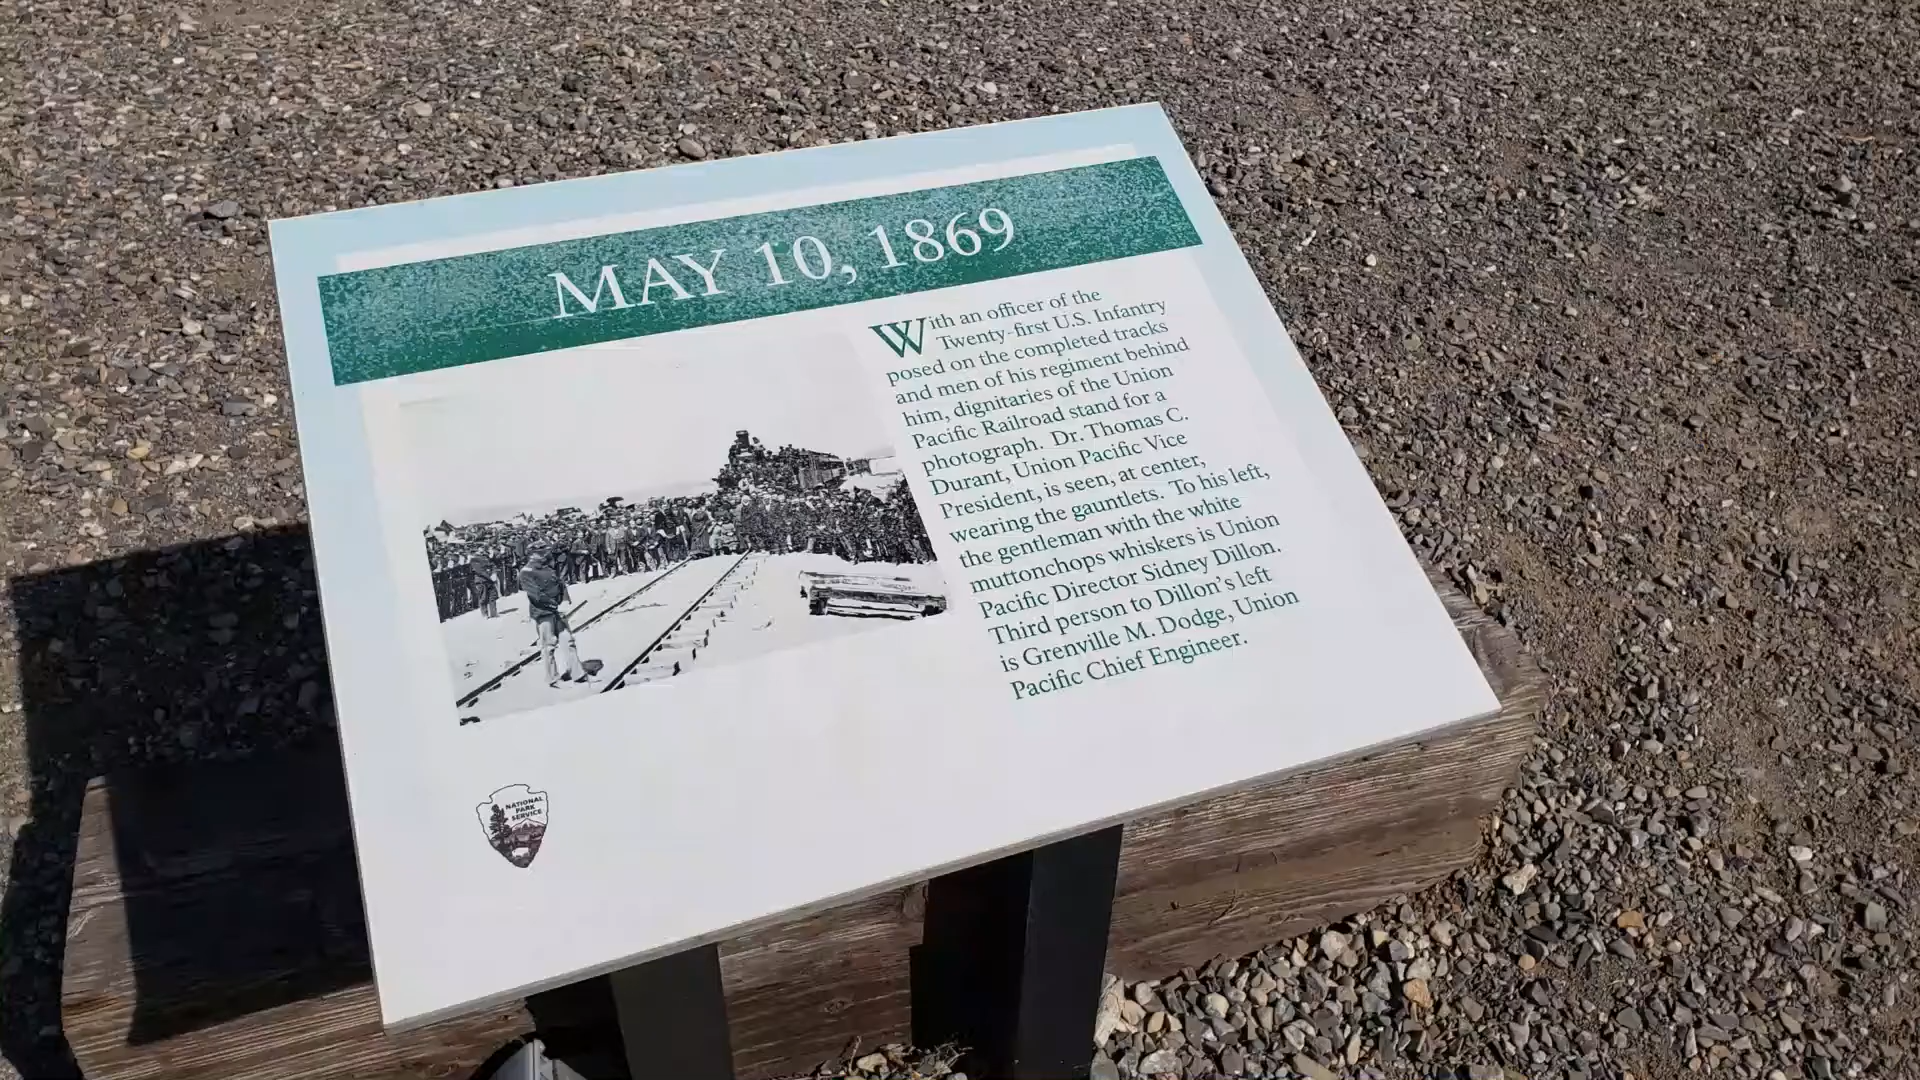 MAY 10, 1869
With an officer of the
Twenty-first U.S. Infantry
posed on the completed tracks
and men of his regiment behind
him, dignitaries of the Union
Pacific Railroad stand for a
photograph. Dr. Thomas C.
Durant, Union Pacific Vice
President, is seen, at center,
wearing the gauntlets. To his left,
the gentleman with the white
muttonchops whiskers is Union
Pacific Director Sidney Dillon.
Third person to Dillon's left
is Grenville M. Dodge, Union
Pacific Chief Engineer.
NATIONAL
PARK
SERVICE